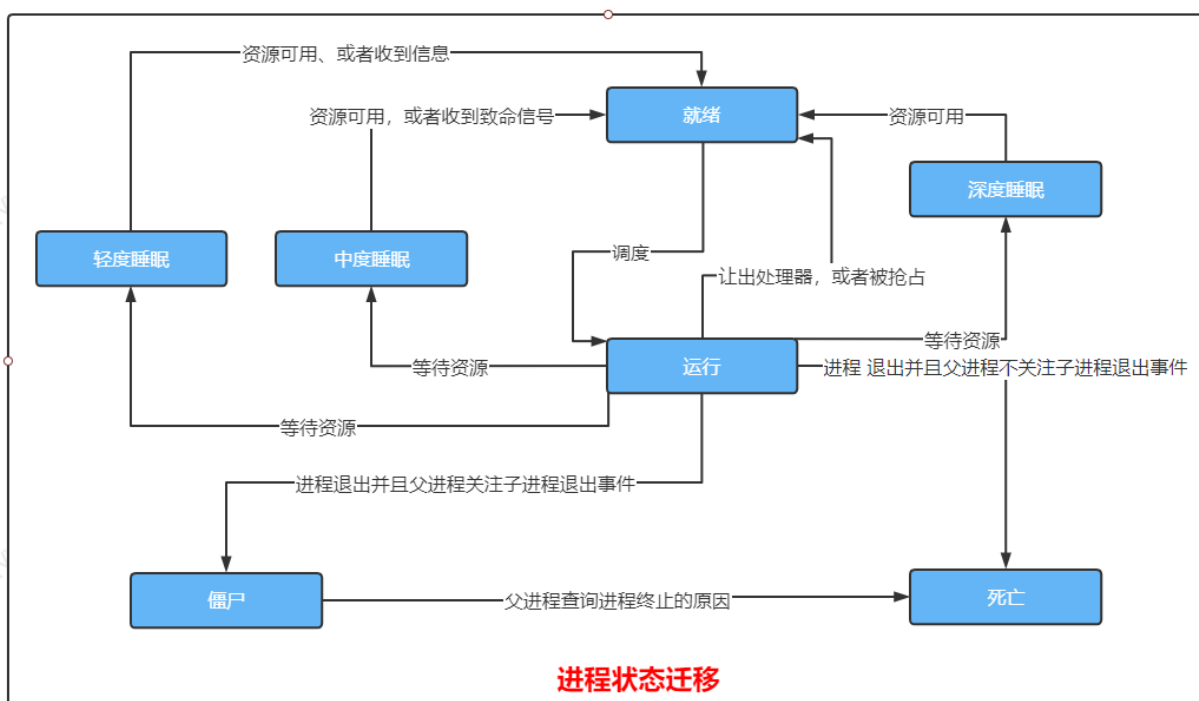 资源可用、或者收到信息
资源可用，或者收到致命信号
就绪
资源可用
深度睡眠
轻度睡眠
中度睡眠
调度
让出处理器，或者被抢占
等待资源
等待资源
运行
进程 退出并且父进程不关注子进程退出事件
等待资源
进程退出并且父进程关注子进程退出事件
僵尸
父进程查询进程终止的原因
死亡
进程状态迁移